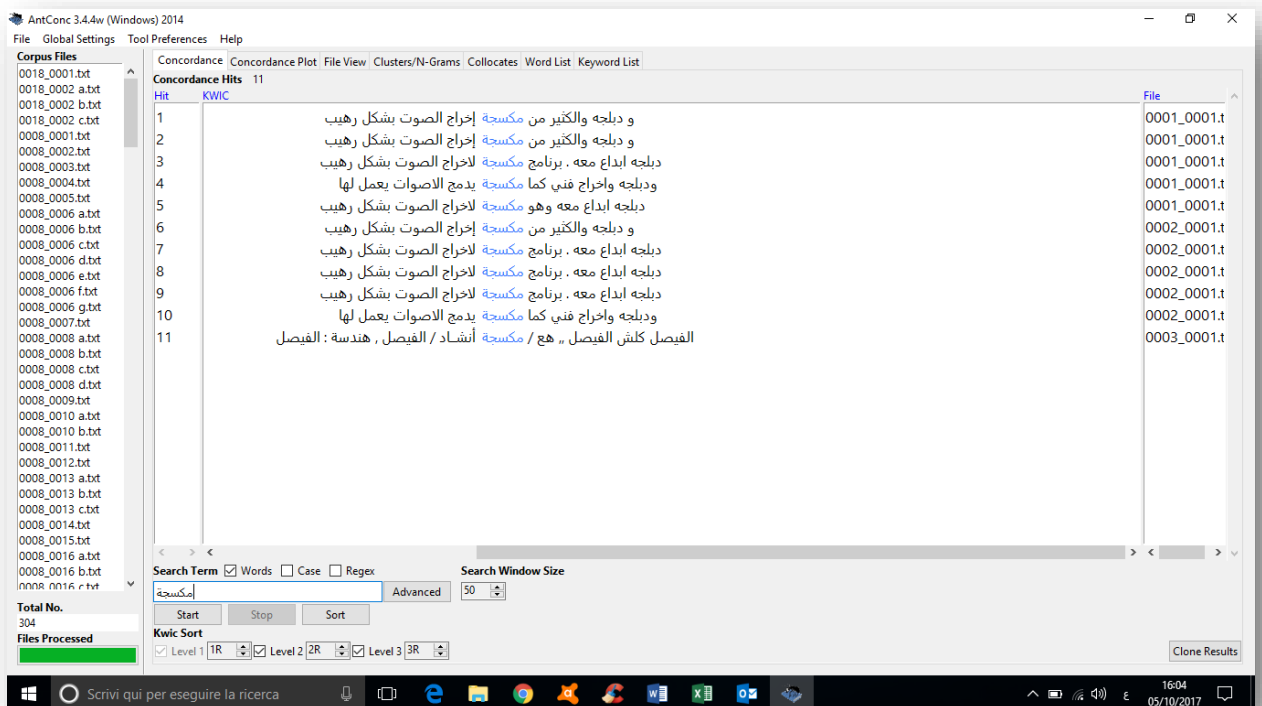 AntConc 3.4.4w (Windows) 2014
File Global Settings Tool Preferences Help
Corpus Files
0018_0001.txt
0018_0002 a.txt
0018_0002 b.txt
0018_0002 c.txt
0008_0001.txt
0008_0002.txt
0008_0003.txt
0008_0004.txt
0008_0005.txt
0008_0006 a.txt
0008_0006 b.txt
0008_0006 c.txt
0008_0006 d.txt
0008_0006 e.txt
0008_0006 f.txt
0008_0006 g.txt
0008_0007.txt
0008_0008 a.txt
0008_0008 b.txt
0008_0008 c.txt
0008_0008 d.txt
0008_0009.txt
0008_0010 a.txt
0008_0010 b.txt
0008_0011.txt
0008_0012.txt
0008_0013 a.txt
0008_0013 b.txt
0008_0013 c.txt
0008_0014.txt
0008_0015.txt
0008_0016 a.txt
0008_0016 b.txt
0008_0016 c.txt
Total No.
304
Files Processed
Concordance Concordance Plot File View Clusters/N-Grams Collocates Word List Keyword List
Concordance Hits 11
Hit KWIC File
1 و دبلجه والكثير من مكسجة إخراج الصوت بشكل رهيب 0001_0001.t
2 و دبلجه والكثير من مكسجة إخراج الصوت بشكل رهيب 0001_0001.t
3 دبلجه ابداع معه . برنامج مكسجة لاخراج الصوت بشكل رهيب 0001_0001.t
4 ودبلجه واخراج فني كما مكسجة يدمج الاصوات يعمل لها 0001_0001.t
5 دبلجه ابداع معه وهو مكسجة لاخراج الصوت بشكل رهيب 0001_0001.t
6 و دبلجه والكثير من مكسجة إخراج الصوت بشكل رهيب 0002_0001.t
7 دبلجه ابداع معه . برنامج مكسجة لاخراج الصوت بشكل رهيب 0002_0001.t
8 دبلجه ابداع معه . برنامج مكسجة لاخراج الصوت بشكل رهيب 0002_0001.t
9 دبلجه ابداع معه . برنامج مكسجة لاخراج الصوت بشكل رهيب 0002_0001.t
10 ودبلجه واخراج فني كما مكسجة يدمج الاصوات يعمل لها 0002_0001.t
11 الفيصل كلش الفيصل ,, هع / مكسجة أنشـاد / الفيصل , هندسة : الفيصل 0003_0001.t
Search Term Words Case Regex Search Window Size
مكسجة Advanced 50
Start Stop Sort
Kwic Sort
Level 1 1R Level 2 2R Level 3 3R Clone Results
Scrivi qui per eseguire la ricerca ع 16:04
05/10/2017